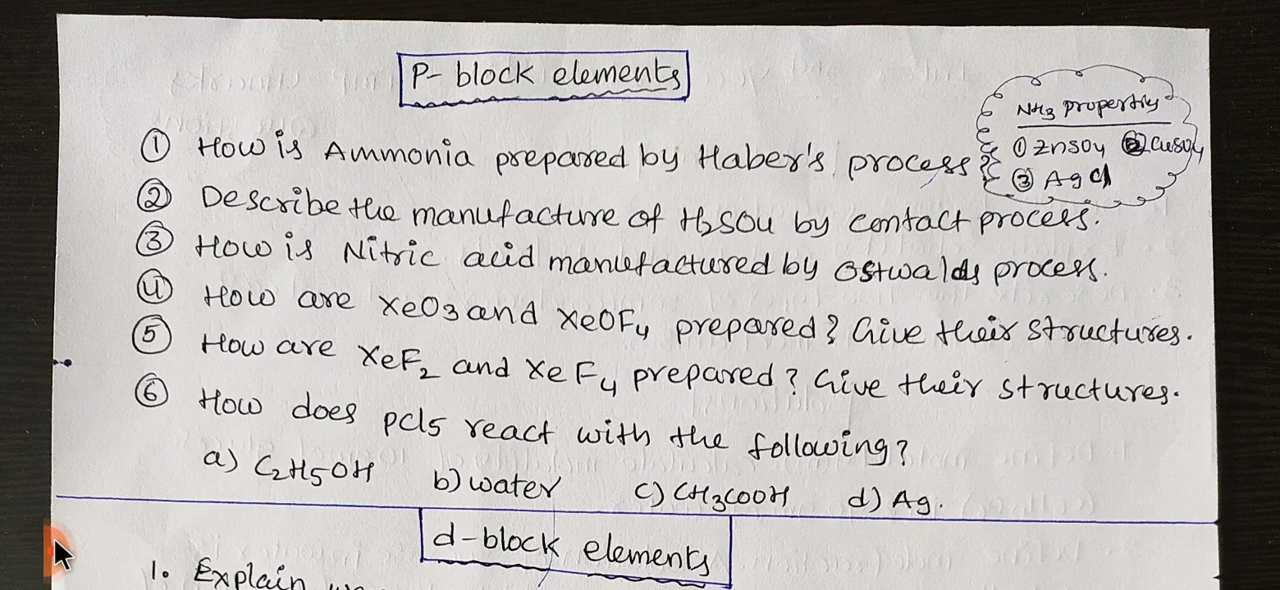 P-block elements
NH3 properties
① ZnSO4 ② CuSO4
③ AgCl
① How is Ammonia prepared by Haber's process?
② Describe the manufacture of H2SO4 by contact process.
③ How is Nitric acid manufactured by Ostwalds process.
④ How are XeO3 and XeOF4 prepared? Give their structures.
⑤ How are XeF2 and XeF4 prepared? Give their structures.
⑥ How does pcl5 react with the following?
a) C2H5OH b) water c) CH3COOH d) Ag.
d-block elements
1. Explain